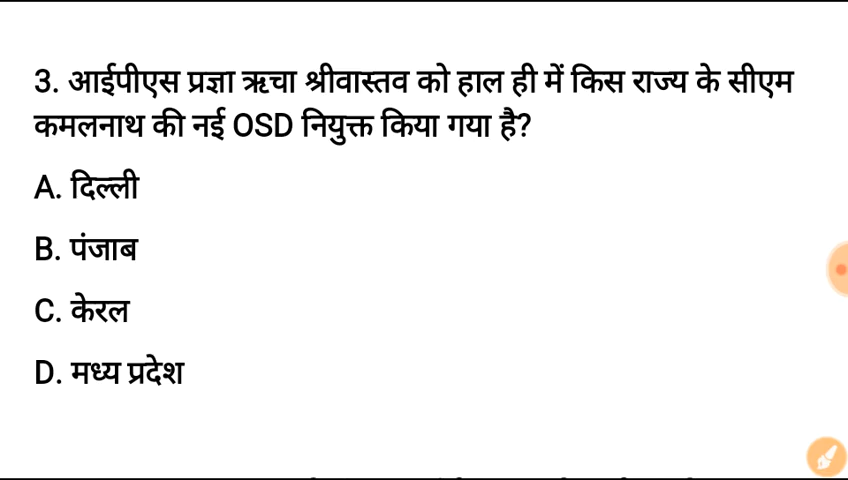 3. आईपीएस प्रज्ञा ऋचा श्रीवास्तव को हाल ही में किस राज्य के सीएम
कमलनाथ की नई OSD नियुक्त किया गया है?
A. दिल्ली
B. पंजाब
C. केरल
D. मध्य प्रदेश